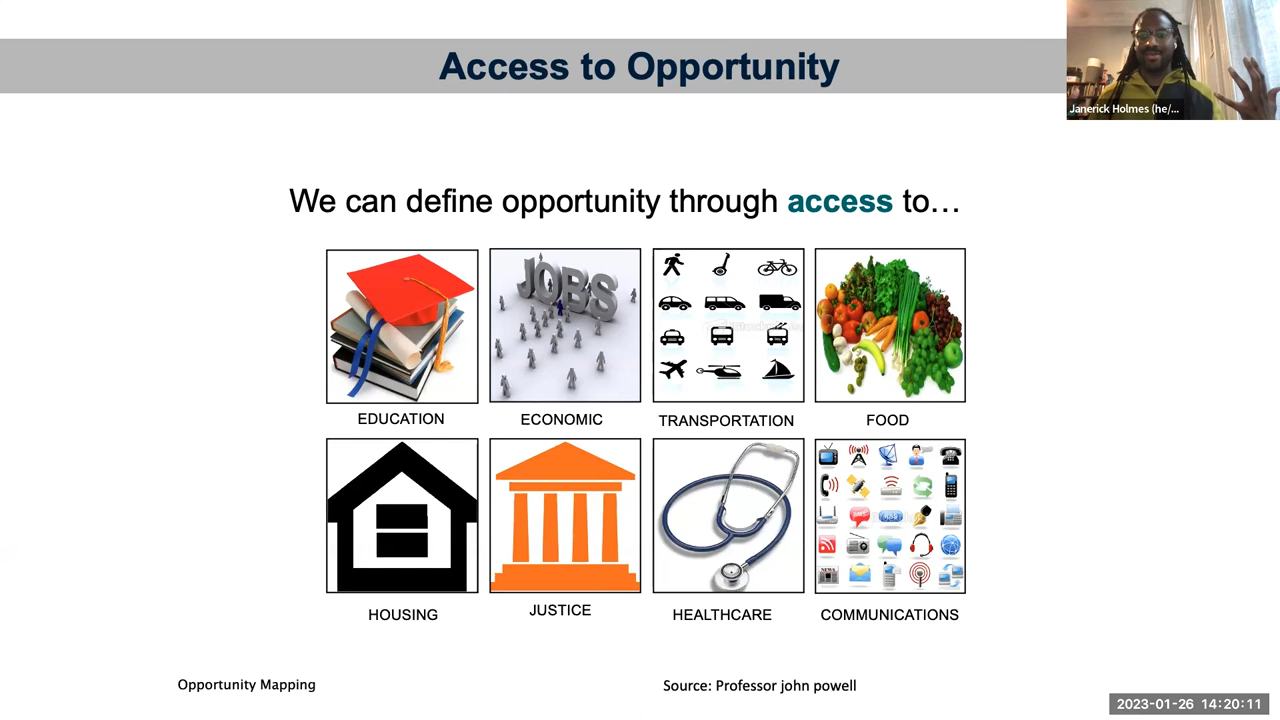 Access to Opportunity
Janerick Holmes (he/...
We can define opportunity through access to…
JOBS
EDUCATION
ECONOMIC
TRANSPORTATION
FOOD
NEWS
HOUSING
JUSTICE
HEALTHCARE
COMMUNICATIONS
Opportunity Mapping
Source: Professor john powell
2023-01-26 14:20:11